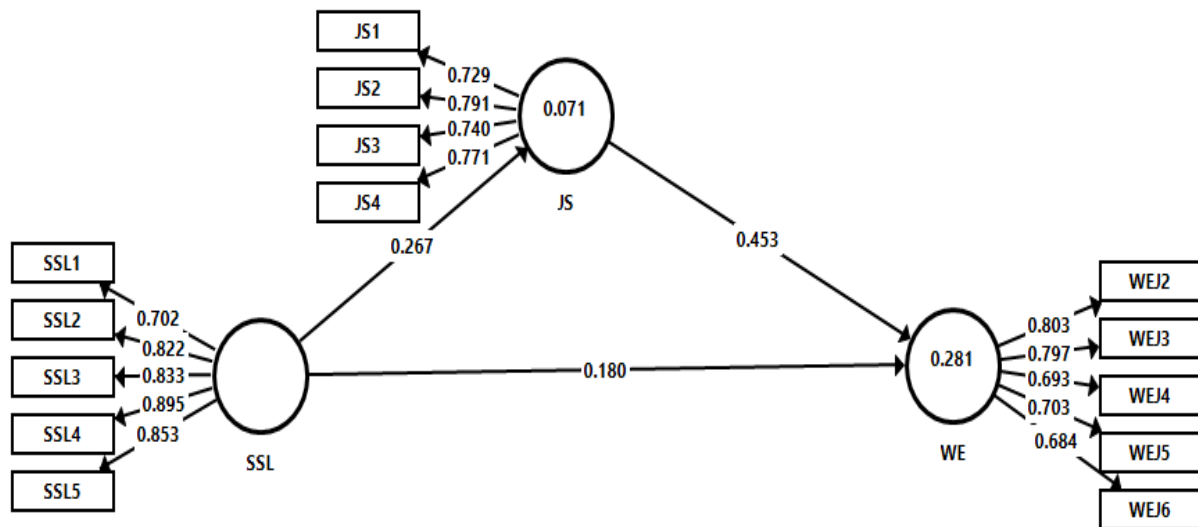 JS1
JS2
JS3
JS4
0.729
0.791
0.740
0.771
0.071
JS
0.267
0.453
SSL1
SSL2
SSL3
SSL4
SSL5
0.702
0.822
0.833
0.895
0.853
SSL
0.180
0.281
WE
0.803
0.797
0.693
0.703
0.684
WEJ2
WEJ3
WEJ4
WEJ5
WEJ6